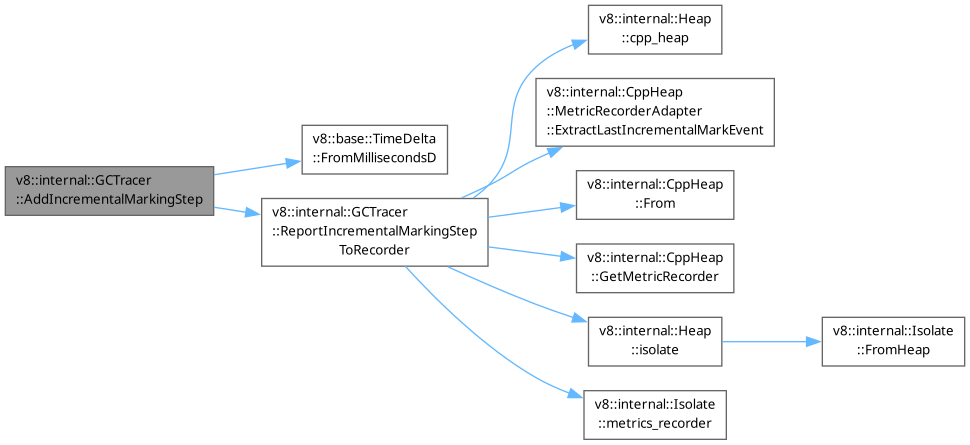 v8::internal::GCTracer
::AddIncrementalMarkingStep
v8::base::TimeDelta
::FromMillisecondsD
v8::internal::GCTracer
::ReportIncrementalMarkingStep
ToRecorder
v8::internal::Heap
::cpp_heap
v8::internal::CppHeap
::MetricRecorderAdapter
::ExtractLastIncrementalMarkEvent
v8::internal::CppHeap
::From
v8::internal::CppHeap
::GetMetricRecorder
v8::internal::Heap
::isolate
v8::internal::Isolate
::FromHeap
v8::internal::Isolate
::metrics_recorder